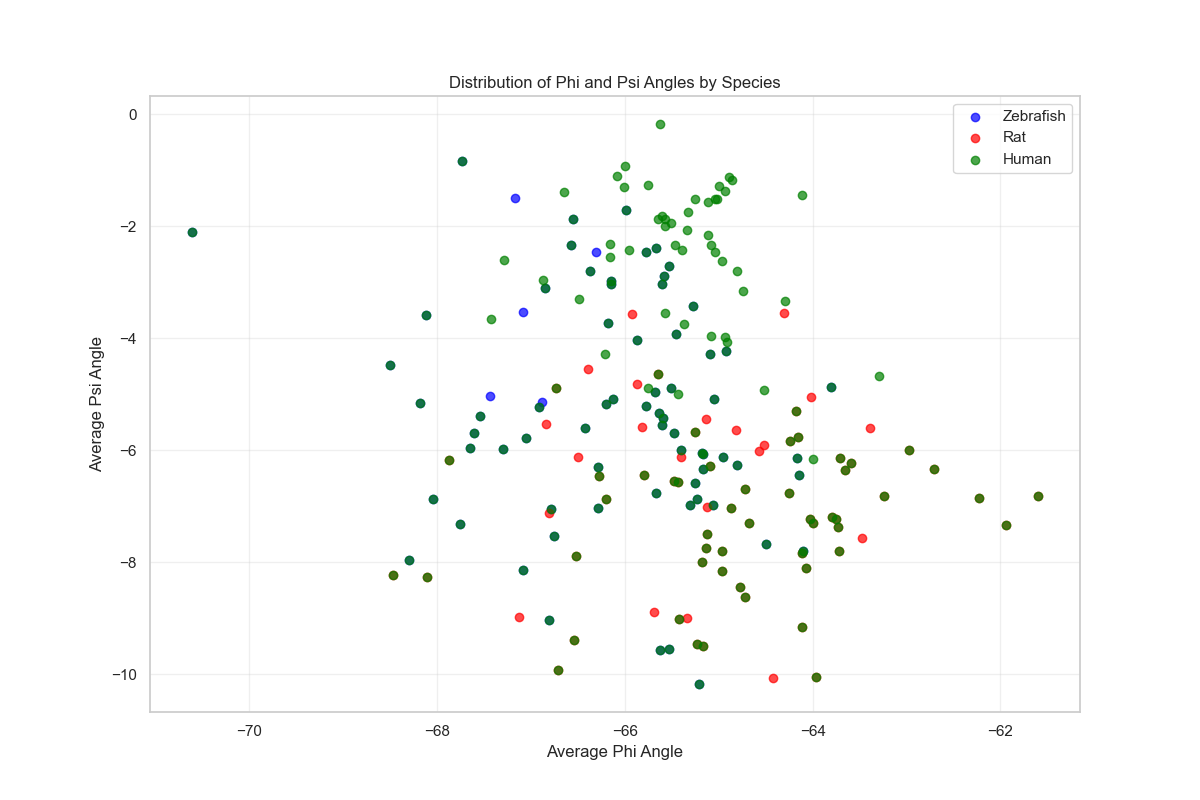 Distribution of Phi and Psi Angles by Species
Zebrafish
Rat
Human
0
−2
−4
−6
−8
−10
Average Psi Angle
−70
−68
−66
−64
−62
Average Phi Angle